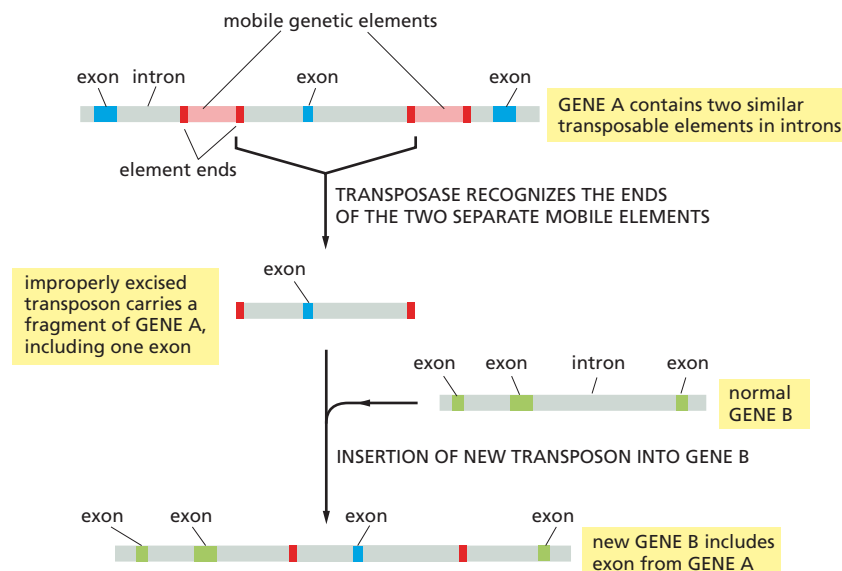 mobile genetic elements
exon
intron
exon
exon
GENE A contains two similar
transposable elements in introns
element ends
TRANSPOSASE RECOGNIZES THE ENDS
OF THE TWO SEPARATE MOBILE ELEMENTS
exon
improperly excised
transposon carries a
fragment of GENE A,
including one exon
exon
exon
intron
exon
normal
GENE B
INSERTION OF NEW TRANSPOSON INTO GENE B
exon
exon
exon
exon
new GENE B includes
exon from GENE A